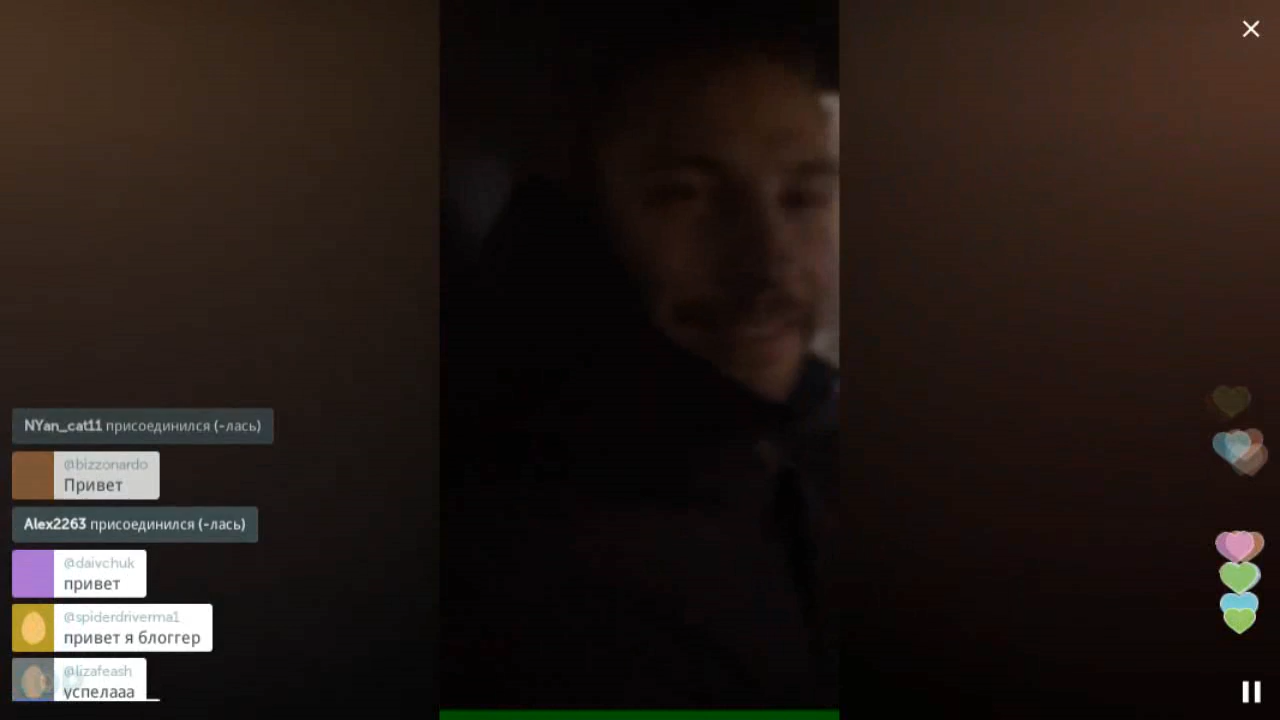 NYan_cat11 присоединился (-лась)
@bizzonardo
Привет
Alex2263 присоединился (-лась)
@daivchuk
привет
@spiderdriverma1
привет я блоггер
@lizafeash
успелааа